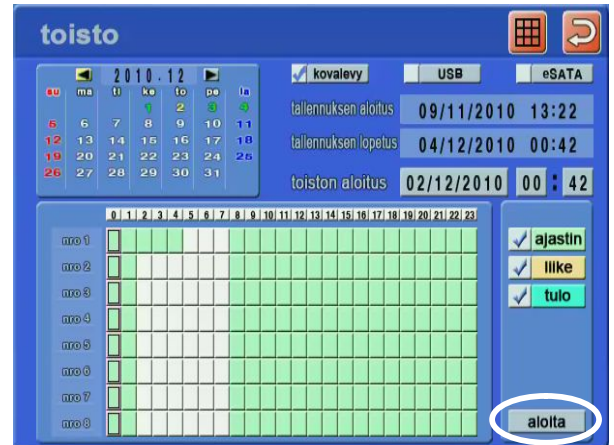 toisto
2010.12
kovalevy USB eSATA
su ma ti ke to pe la
1 2 3 4
5 6 7 8 9 10 11
12 13 14 15 16 17 18
19 20 21 22 23 24 25
26 27 28 29 30 31
tallennuksen aloitus 09/11/2010 13:22
tallennuksen lopetus 04/12/2010 00:42
toiston aloitus 02/12/2010 00 : 42
0 1 2 3 4 5 6 7 8 9 10 11 12 13 14 15 16 17 18 19 20 21 22 23
nro 1
nro 2
nro 3
nro 4
nro 5
nro 6
nro 7
nro 8
ajastin
liike
tulo
aloita